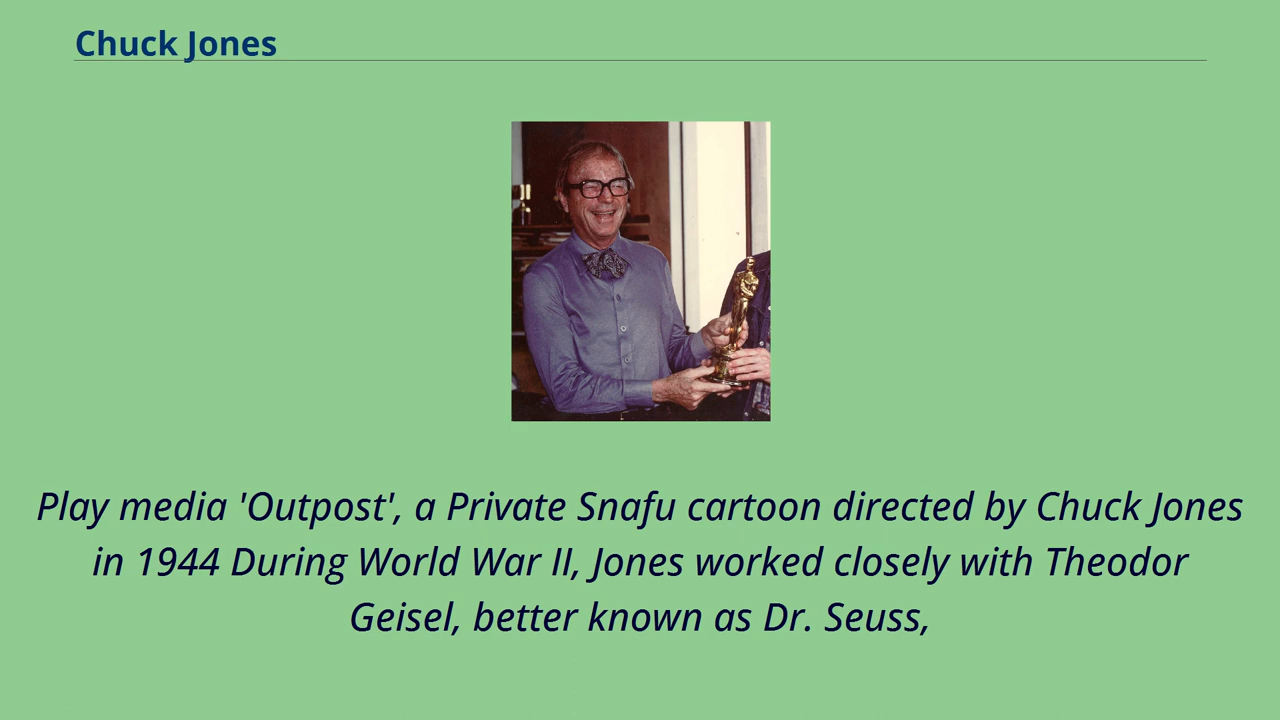 Chuck Jones
Play media 'Outpost', a Private Snafu cartoon directed by Chuck Jones
in 1944 During World War II, Jones worked closely with Theodor
Geisel, better known as Dr. Seuss,